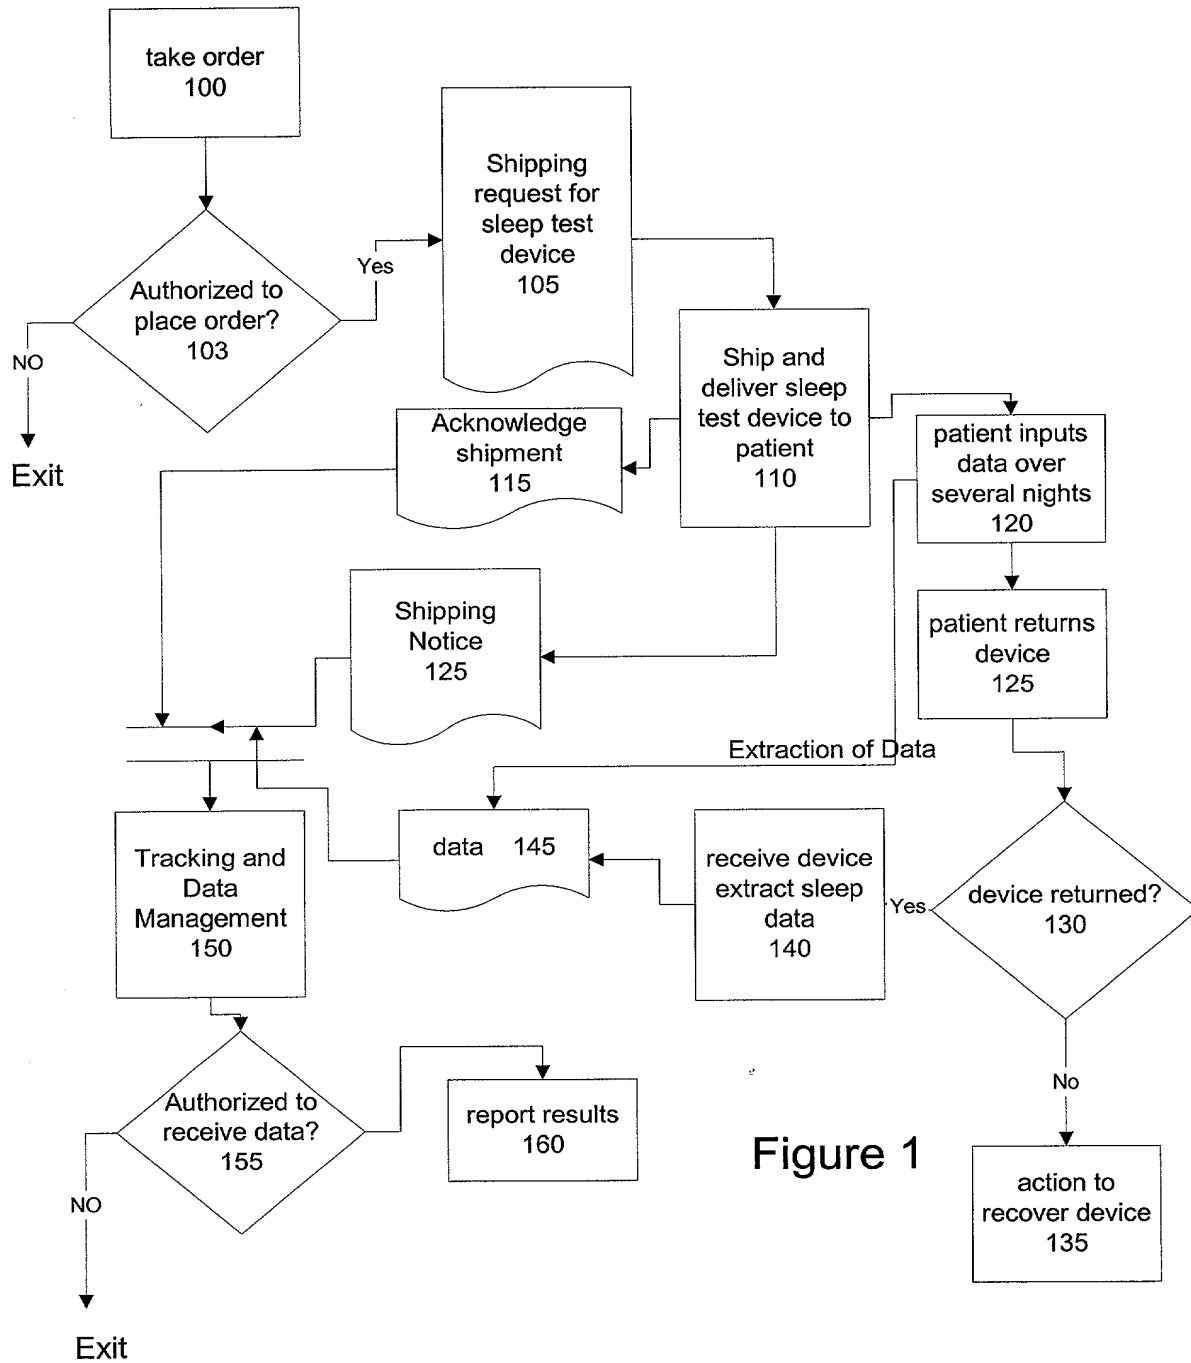 take order
100
Authorized to
place order?
103
NO
Exit
Yes
Shipping
request for
sleep test
device
105
Ship and
deliver sleep
test device to
patient
110
Acknowledge
shipment
115
patient inputs
data over
several nights
120
Shipping
Notice
125
patient returns
device
125
Extraction of Data
data 145
receive device
extract sleep
data
140
Yes
device returned?
130
No
action to
recover device
135
Tracking and
Data
Management
150
Authorized to
receive data?
155
NO
Exit
report results
160
Figure 1